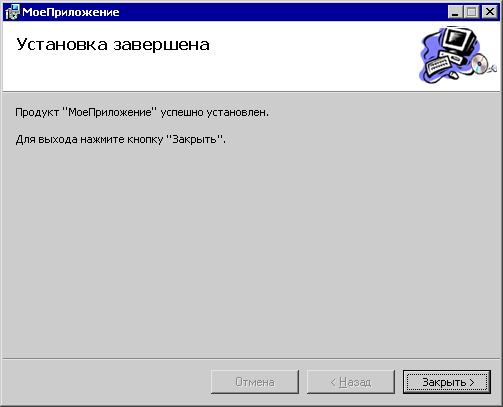 МоеПриложение
Установка завершена
Продукт "МоеПриложение" успешно установлен.
Для выхода нажмите кнопку "Закрыть".
Отмена
< Назад
Закрыть >